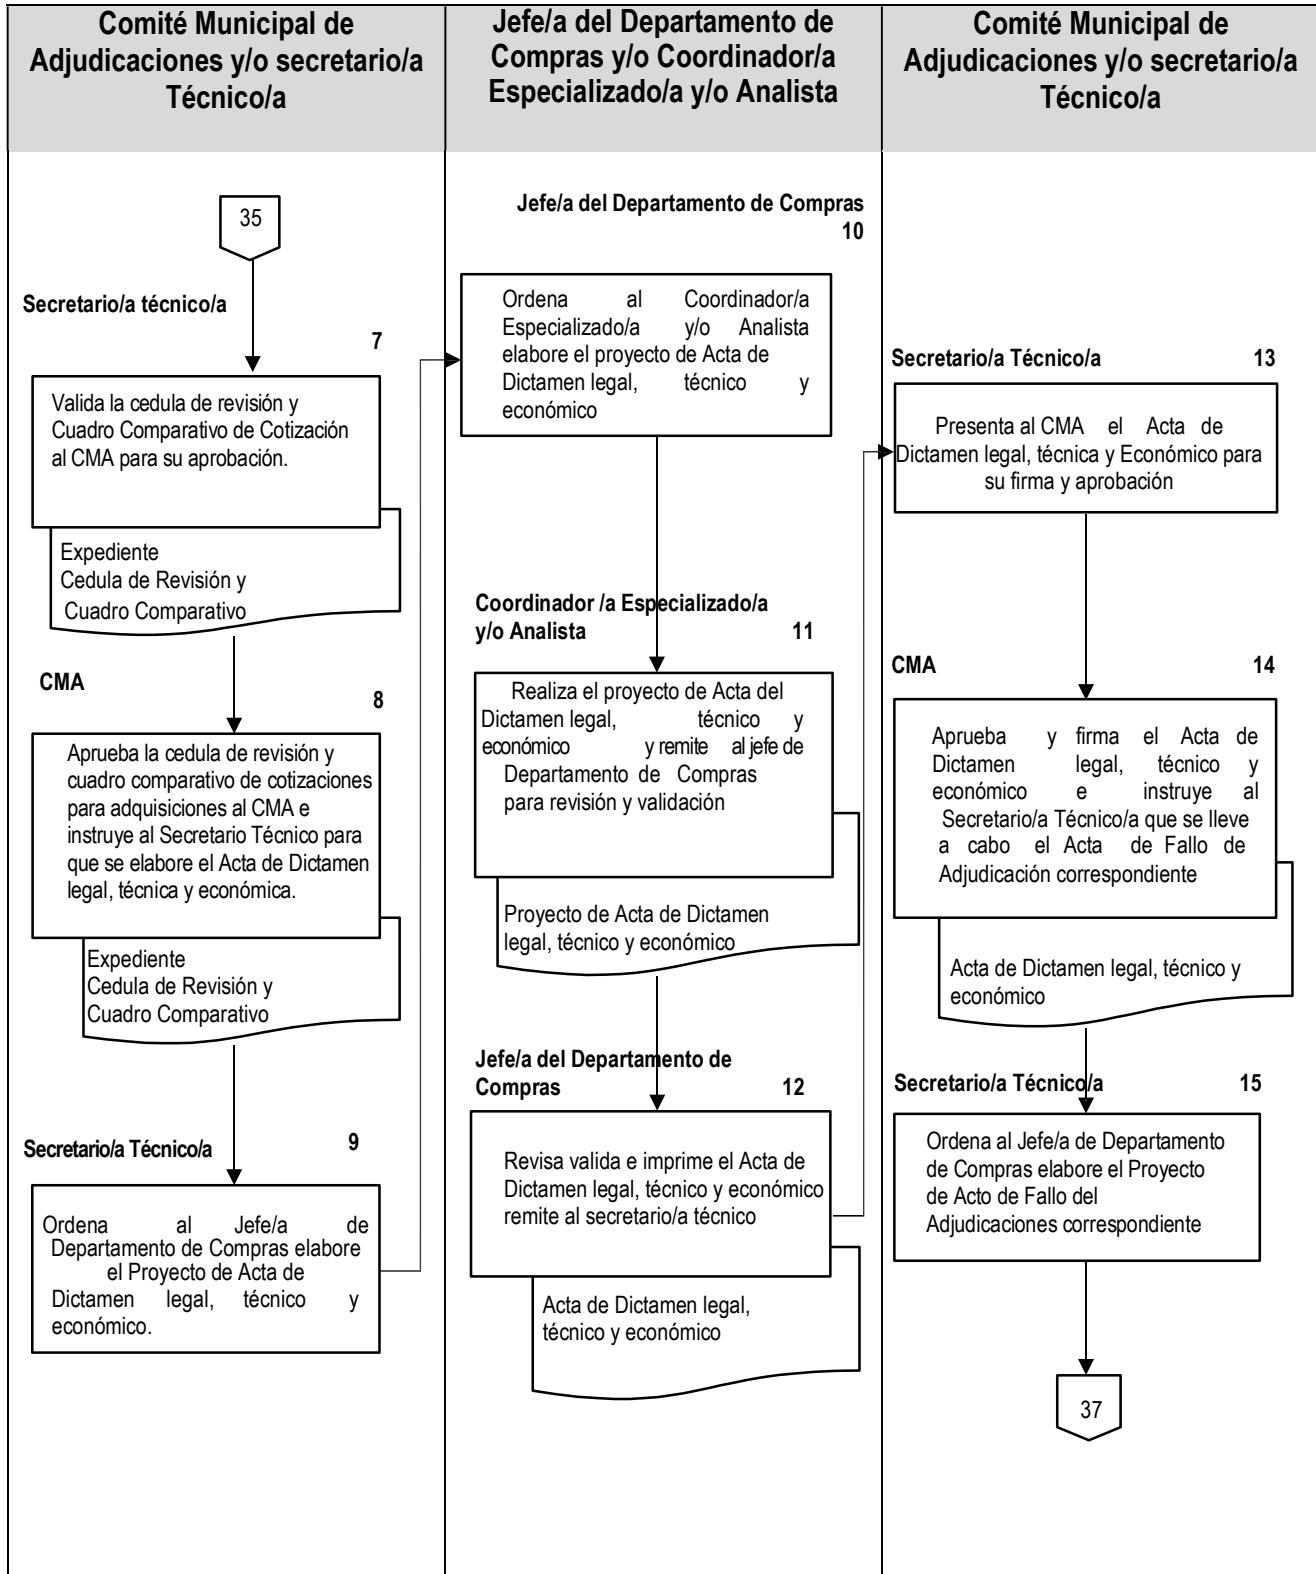 Comité Municipal de
Adjudicaciones y/o secretario/a
Técnico/a
Jefe/a del Departamento de
Compras y/o Coordinador/a
Especializado/a y/o Analista
Comité Municipal de
Adjudicaciones y/o secretario/a
Técnico/a
35
Secretario/a técnico/a
7
Valida la cedula de revisión y
Cuadro Comparativo de Cotización
al CMA para su aprobación.
Expediente
Cedula de Revisión y
Cuadro Comparativo
CMA
8
Aprueba la cedula de revisión y
cuadro comparativo de cotizaciones
para adquisiciones al CMA e
instruye al Secretario Técnico para
que se elabore el Acta de Dictamen
legal, técnica y económica.
Expediente
Cedula de Revisión y
Cuadro Comparativo
Secretario/a Técnico/a
9
Ordena al Jefe/a de
Departamento de Compras elabore
el Proyecto de Acta de
Dictamen legal, técnico y
económico.
Jefe/a del Departamento de Compras
10
Ordena al Coordinador/a
Especializado/a y/o Analista
elabore el proyecto de Acta de
Dictamen legal, técnico y
económico
Coordinador /a Especializado/a
y/o Analista 11
Realiza el proyecto de Acta del
Dictamen legal, técnico y
económico y remite al jefe de
Departamento de Compras
para revisión y validación
Proyecto de Acta de Dictamen
legal, técnico y económico
Jefe/a del Departamento de
Compras 12
Revisa valida e imprime el Acta de
Dictamen legal, técnico y económico
remite al secretario/a técnico
Acta de Dictamen legal,
técnico y económico
Secretario/a Técnico/a 13
Presenta al CMA el Acta de
Dictamen legal, técnica y Económico para
su firma y aprobación
CMA 14
Aprueba y firma el Acta de
Dictamen legal, técnico y
económico e instruye al
Secretario/a Técnico/a que se lleve
a cabo el Acta de Fallo de
Adjudicación correspondiente
Acta de Dictamen legal, técnico y
económico
Secretario/a Técnico/a 15
Ordena al Jefe/a de Departamento
de Compras elabore el Proyecto
de Acto de Fallo del
Adjudicaciones correspondiente
37